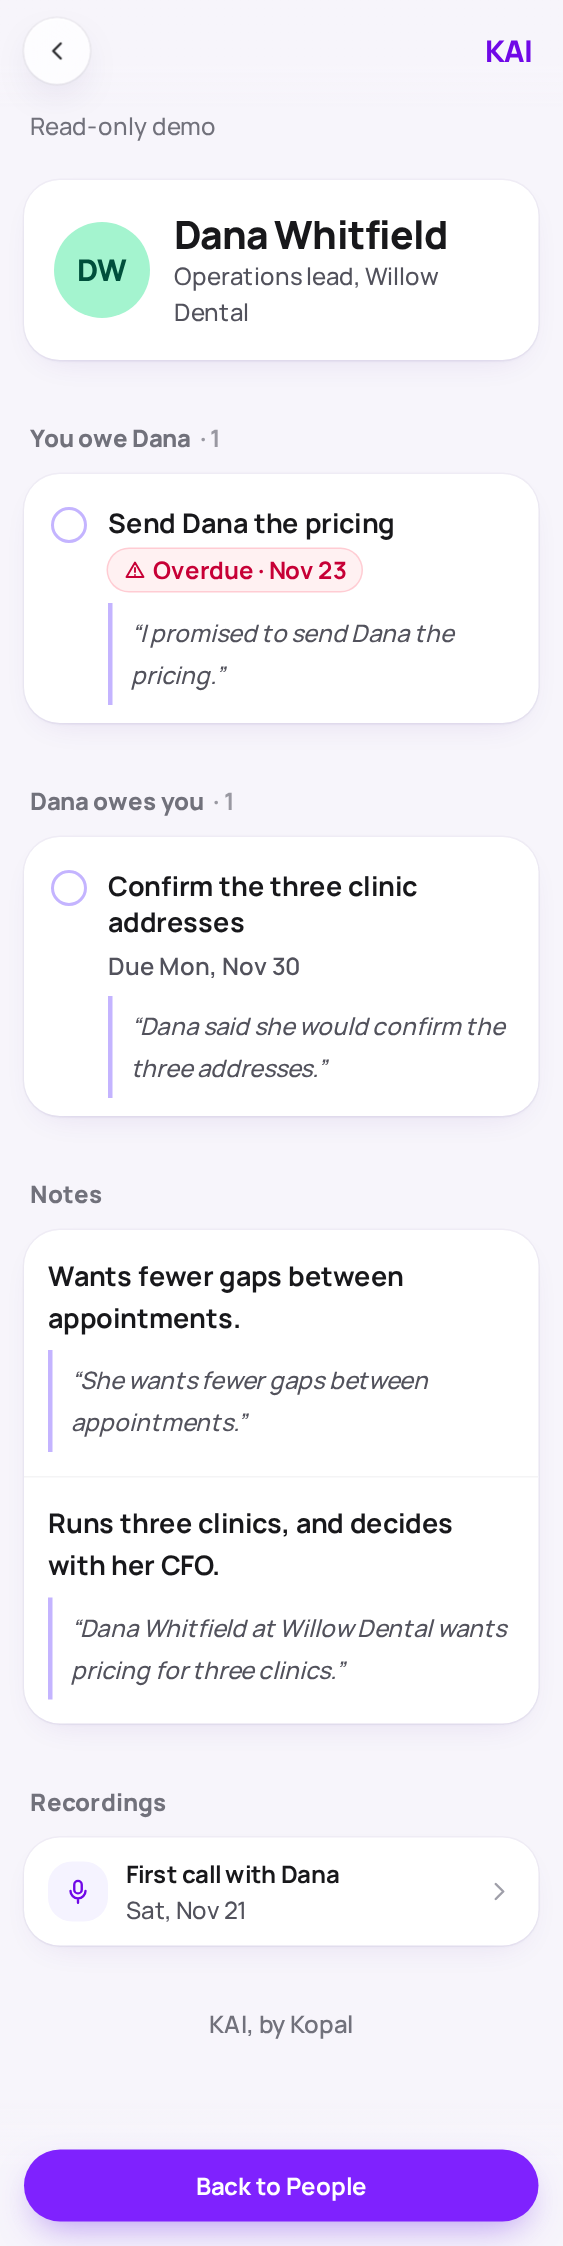 KAI
Read-only demo
DW
Dana Whitfield
Operations lead, Willow
Dental
You owe Dana · 1
Send Dana the pricing
Overdue · Nov 23
“I promised to send Dana the
pricing.”
Dana owes you · 1
Confirm the three clinic
addresses
Due Mon, Nov 30
“Dana said she would confirm the
three addresses.”
Notes
Wants fewer gaps between
appointments.
“She wants fewer gaps between
appointments.”
Runs three clinics, and decides
with her CFO.
“Dana Whitfield at Willow Dental wants
pricing for three clinics.”
Recordings
First call with Dana
Sat, Nov 21
KAI, by Kopal
Back to People